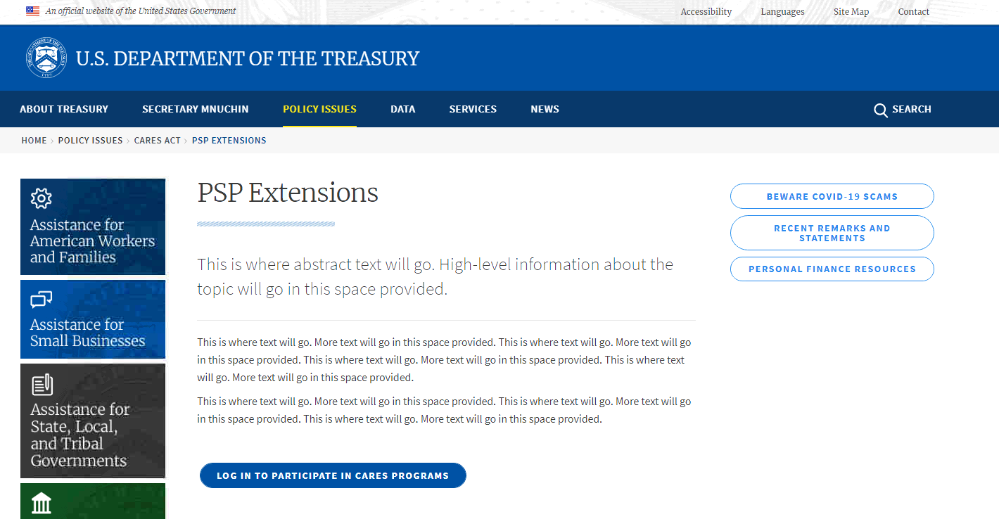 An official website of the United States Government
Accessibility Languages Site Map Contact
U.S. DEPARTMENT OF THE TREASURY
ABOUT TREASURY SECRETARY MNUCHIN POLICY ISSUES DATA SERVICES NEWS SEARCH
HOME > POLICY ISSUES > CARES ACT > PSP EXTENSIONS
Assistance for
American Workers
and Families
Assistance for
Small Businesses
Assistance for
State, Local,
and Tribal
Governments
PSP Extensions
This is where abstract text will go. High-level information about the
topic will go in this space provided.
This is where text will go. More text will go in this space provided. This is where text will go. More text will go
in this space provided. This is where text will go. More text will go in this space provided. This is where text
will go. More text will go in this space provided.
This is where text will go. More text will go in this space provided. This is where text will go. More text will go
in this space provided. This is where text will go. More text will go in this space provided.
LOG IN TO PARTICIPATE IN CARES PROGRAMS
BEWARE COVID-19 SCAMS
RECENT REMARKS AND
STATEMENTS
PERSONAL FINANCE RESOURCES